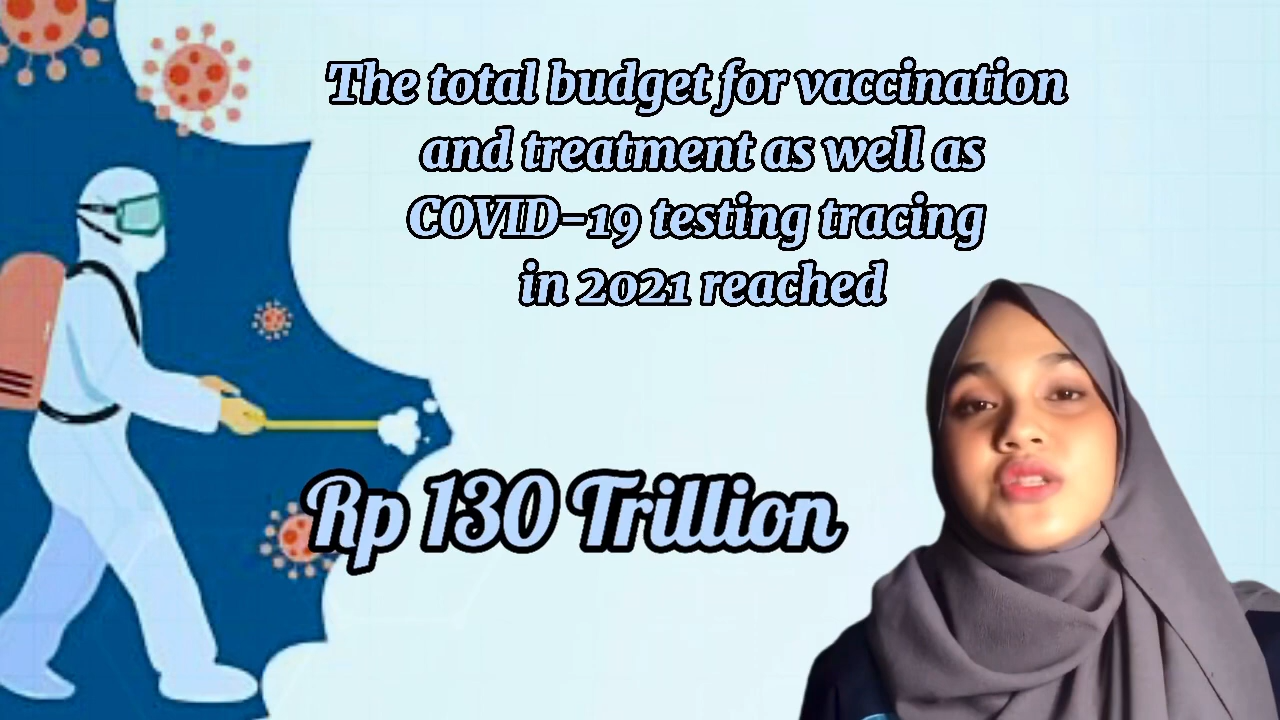 The total budget for vaccination
and treatment as well as
COVID-19 testing tracing
in 2021 reached
Rp 130 Trillion